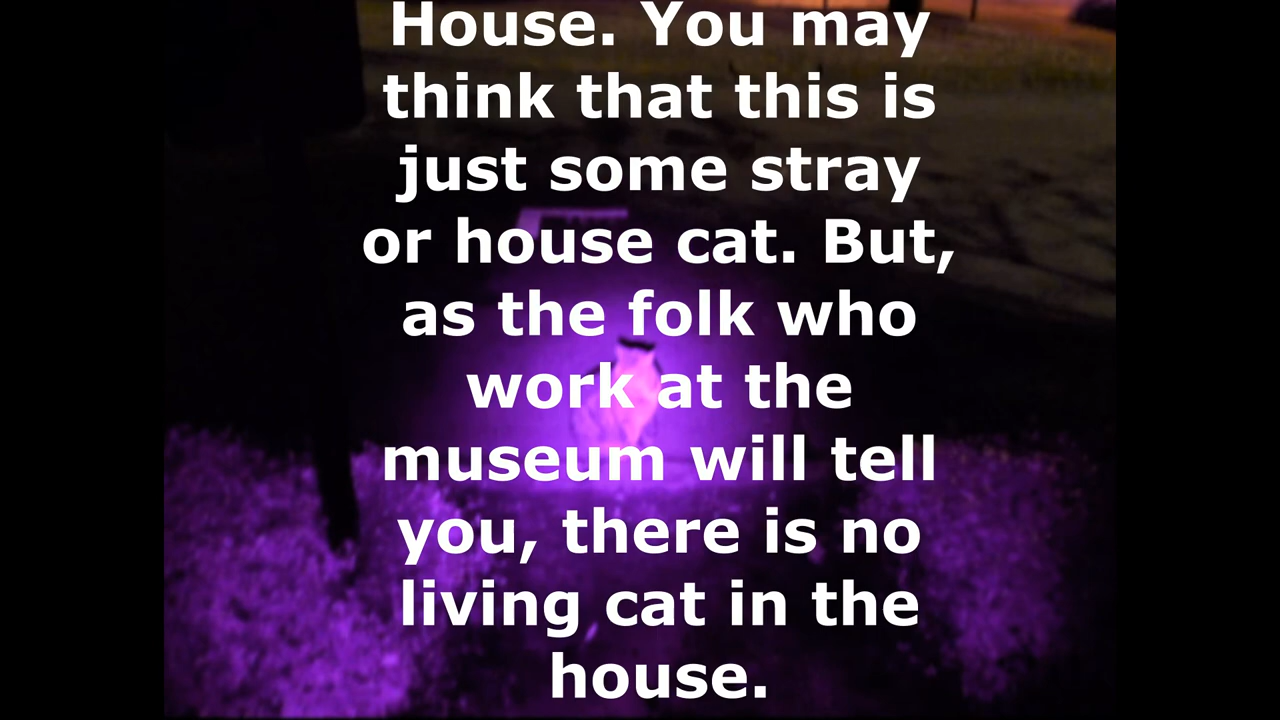 House. You may
think that this is
just some stray
or house cat. But,
as the folk who
work at the
museum will tell
you, there is no
living cat in the
house.